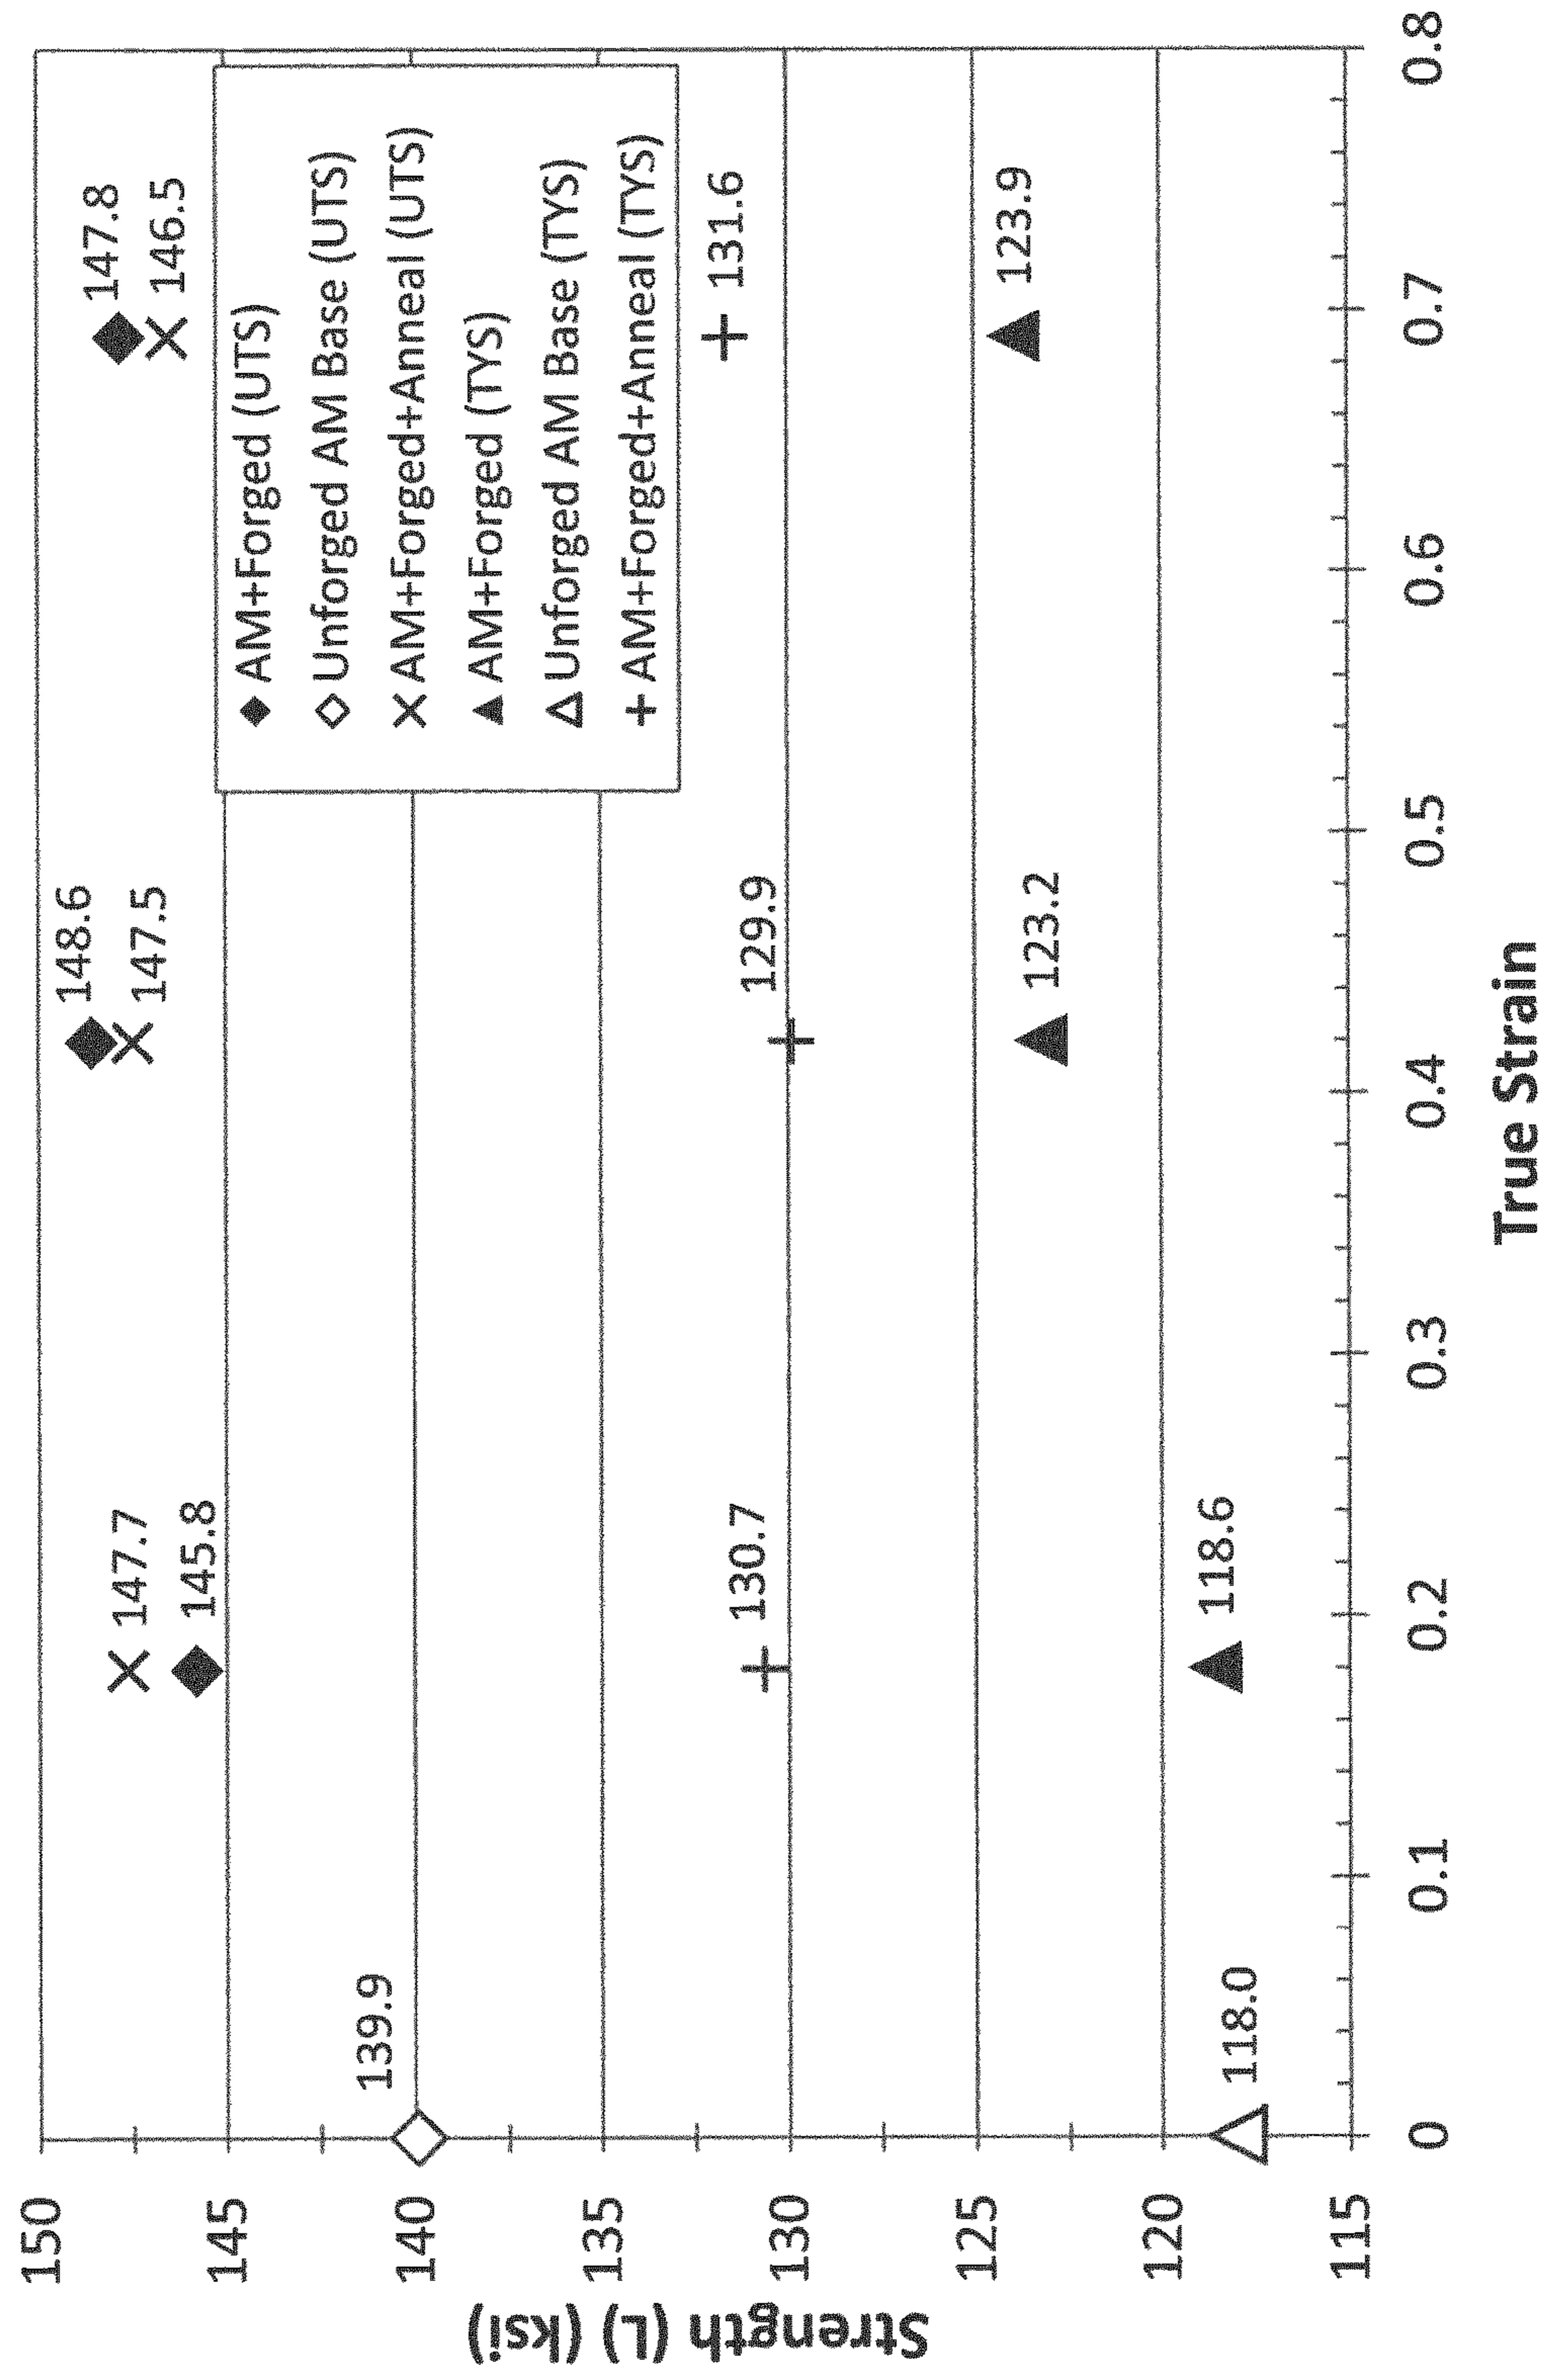 150
145
140
135
130
125
120
115
Strength (L) (ksi)
147.7
145.8
148.6
147.5
147.8
146.5
139.9
130.7
129.9
131.6
118.0
118.6
123.2
123.9
AM+Forged (UTS)
Unforged AM Base (UTS)
AM+Forged+Anneal (UTS)
AM+Forged (TYS)
Unforged AM Base (TYS)
AM+Forged+Anneal (TYS)
0 0.1 0.2 0.3 0.4 0.5 0.6 0.7 0.8
True Strain